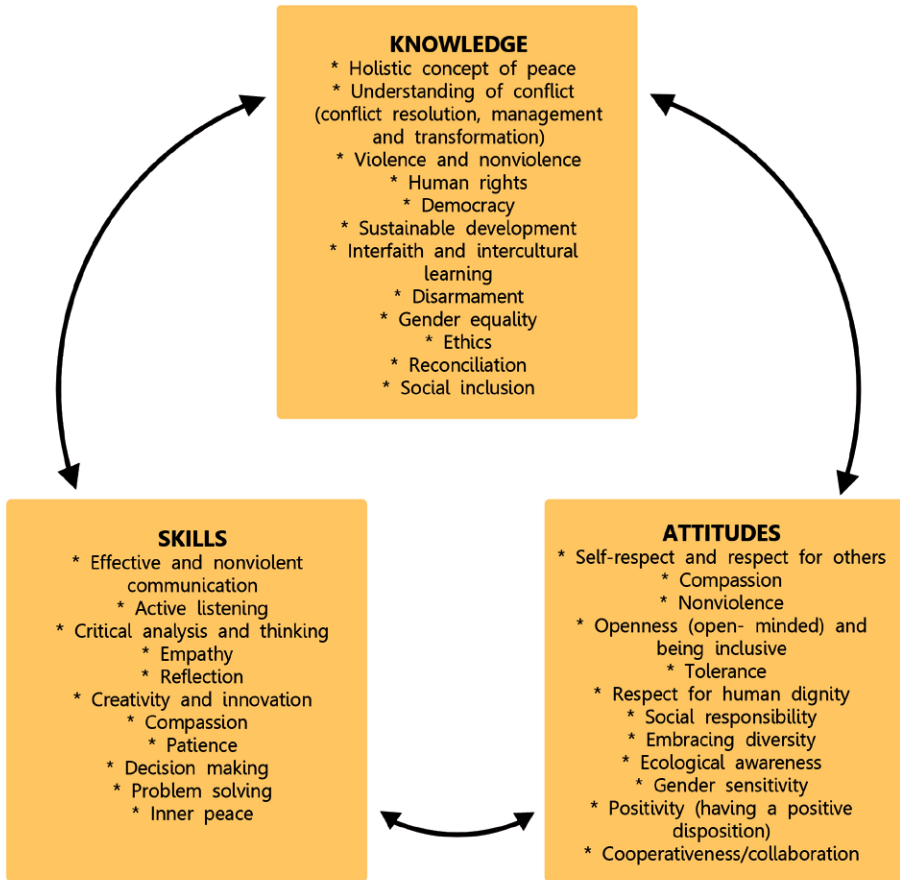 KNOWLEDGE
* Holistic concept of peace
* Understanding of conflict
(conflict resolution, management
and transformation)
* Violence and nonviolence
* Human rights
* Democracy
* Sustainable development
* Interfaith and intercultural
learning
* Disarmament
* Gender equality
* Ethics
* Reconciliation
* Social inclusion
SKILLS
* Effective and nonviolent
communication
* Active listening
* Critical analysis and thinking
* Empathy
* Reflection
* Creativity and innovation
* Compassion
* Patience
* Decision making
* Problem solving
* Inner peace
ATTITUDES
* Self-respect and respect for others
* Compassion
* Nonviolence
* Openness (open- minded) and
being inclusive
* Tolerance
* Respect for human dignity
* Social responsibility
* Embracing diversity
* Ecological awareness
* Gender sensitivity
* Positivity (having a positive
disposition)
* Cooperativeness/collaboration